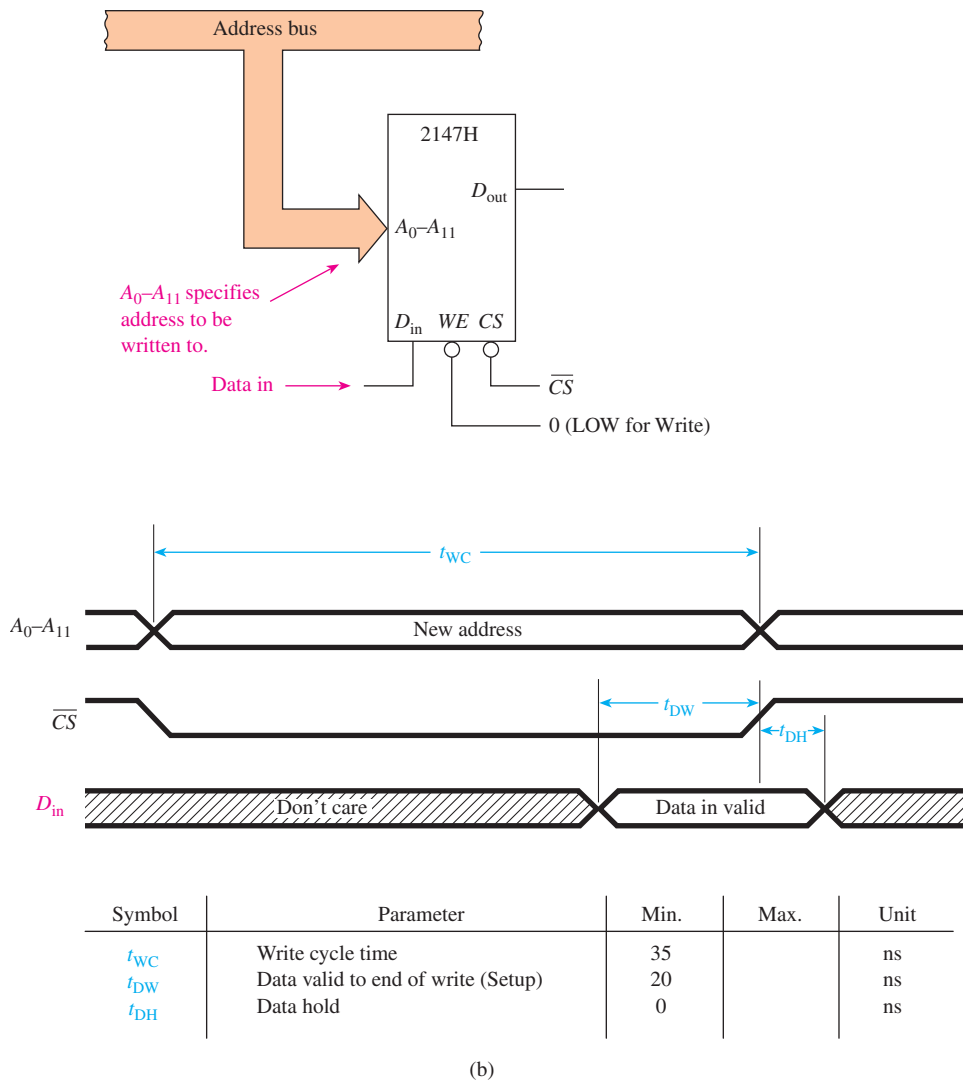 Address bus
2147H
D_out
A_0–A_11
A_0–A_11 specifies
address to be
written to.
D_in WE CS
Data in
C̅S̅
0 (LOW for Write)
t_WC
A_0–A_11
New address
t_DW
C̅S̅
t_DH
D_in
Don't care
Data in valid
Symbol Parameter Min. Max. Unit
t_WC Write cycle time 35 ns
t_DW Data valid to end of write (Setup) 20 ns
t_DH Data hold 0 ns
(b)